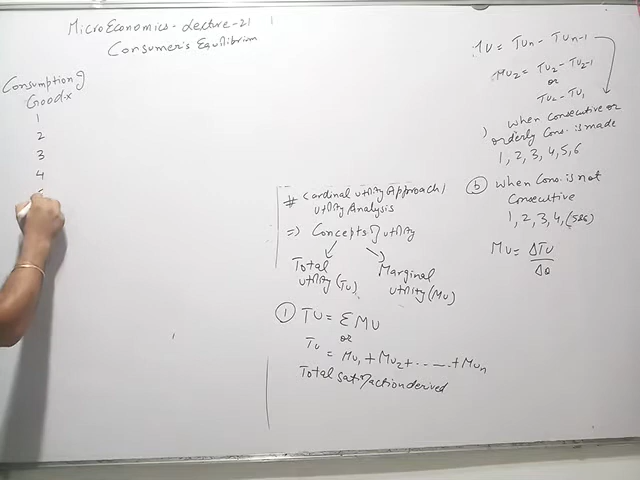 MicroEconomics - Lecture - 21
Consumer's Equilibrium
Consumption of
Good-x
1
2
3
4
# Cardinal utility Approach/
utility Analysis
=> Concepts of utility
Total
utility (TU)
Marginal
utility (MU)
① TU = ΣMU
or
TU = MU1 + MU2 + ...... + MUn
Total satisfaction derived
MU = TUn - TUn-1
MU2 = TU2 - TU2-1
or
TU2 - TU1
) when consecutive or
orderly Cons. is made
1, 2, 3, 4, 5, 6
ⓑ when Cons. is not
Consecutive
1, 2, 3, 4, (5&6)
MU = ΔTU
ΔQ